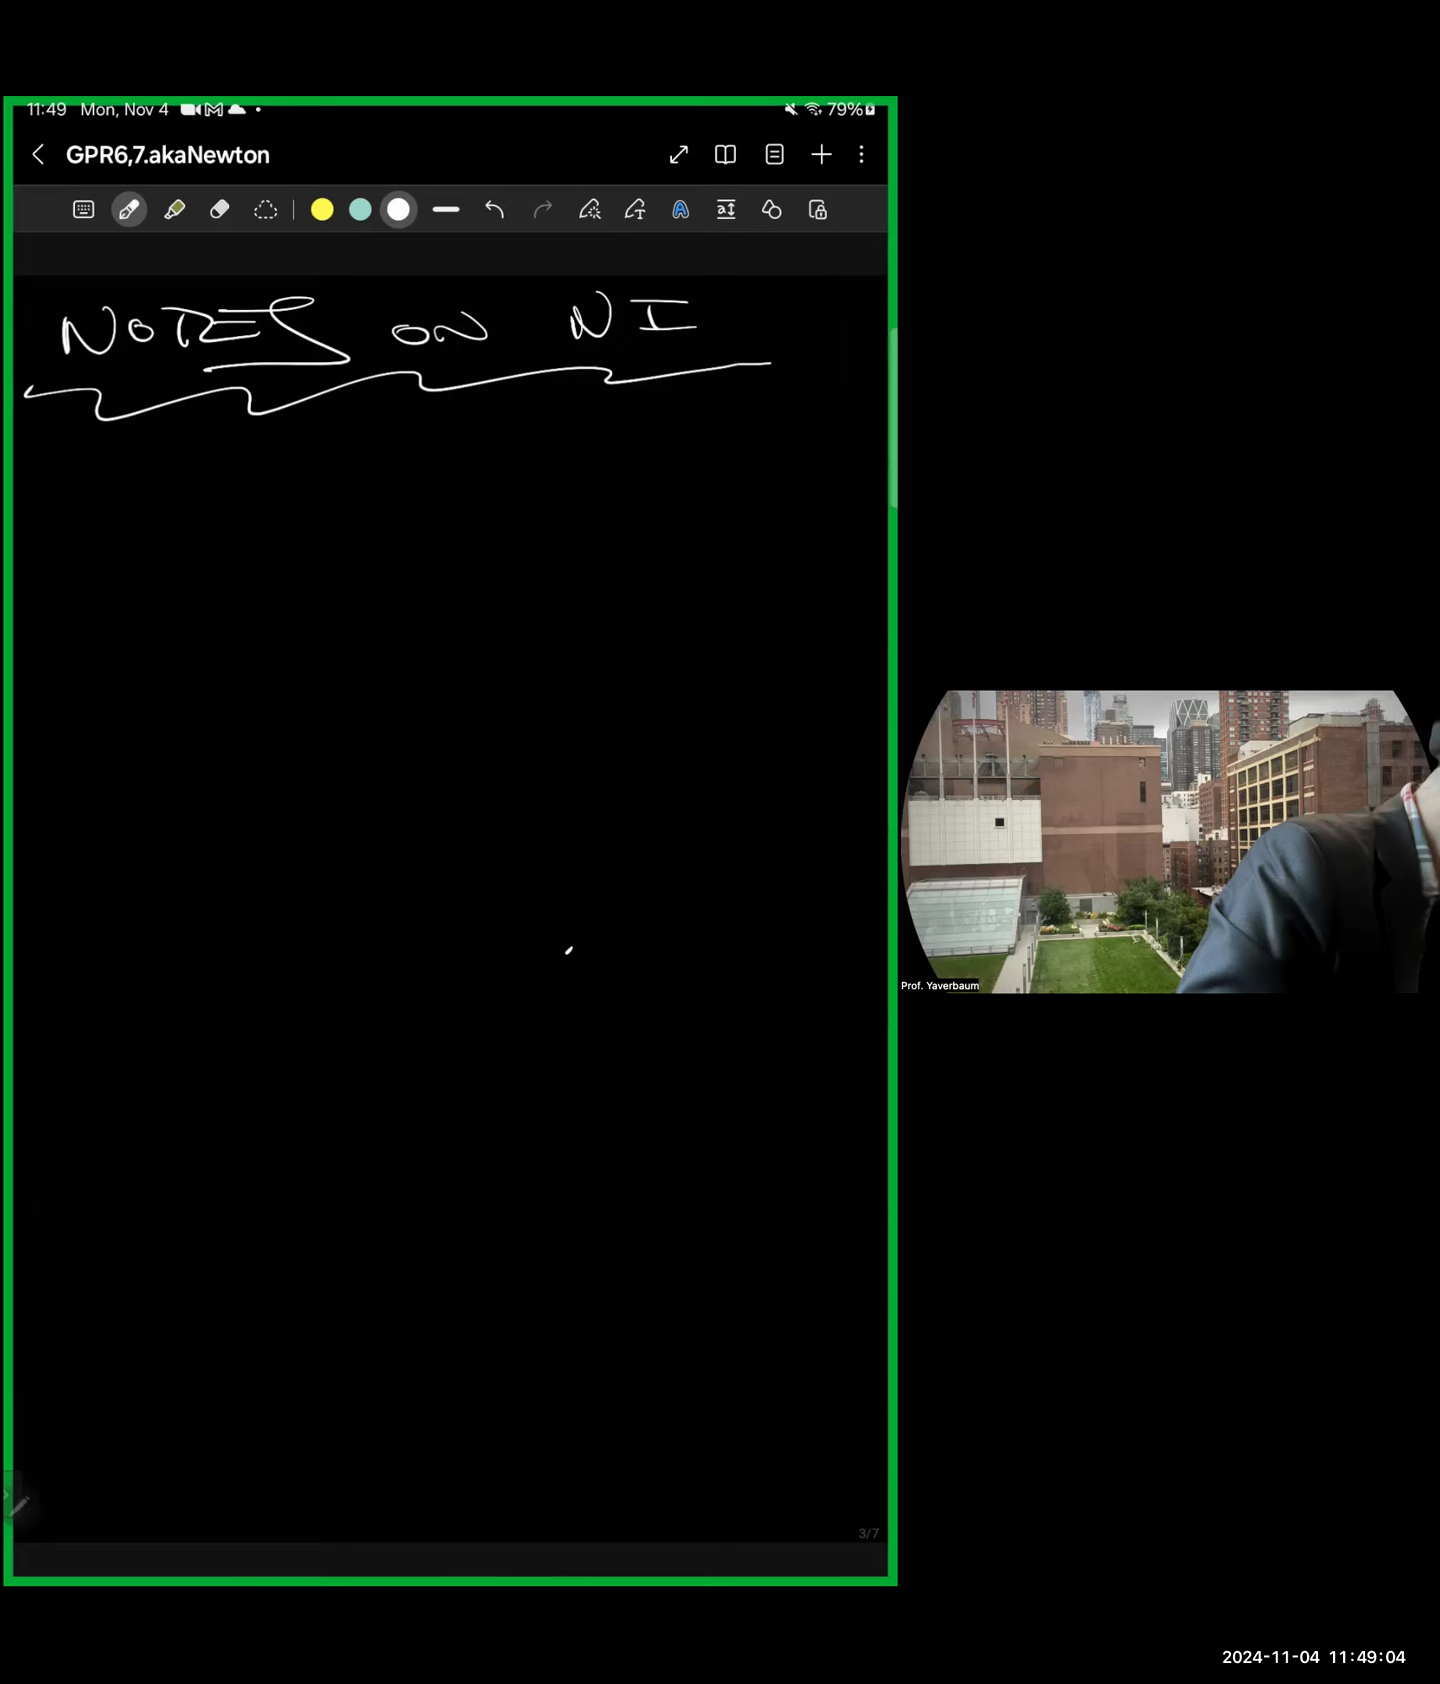 11:49 Mon, Nov 4 79%
GPR6,7.akaNewton
NOTES ON NI
3/7
Prof. Yaverbaum
2024-11-04 11:49:04